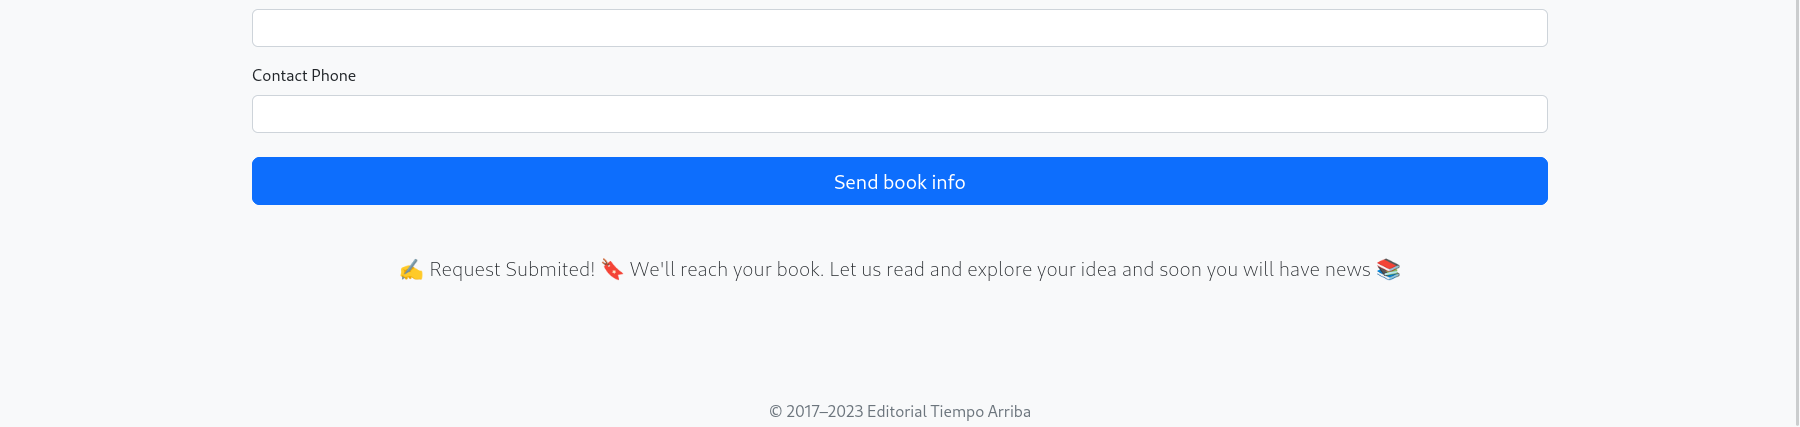 Contact Phone
Send book info
✍️ Request Submited! 🔖 We'll reach your book. Let us read and explore your idea and soon you will have news 📚
© 2017–2023 Editorial Tiempo Arriba